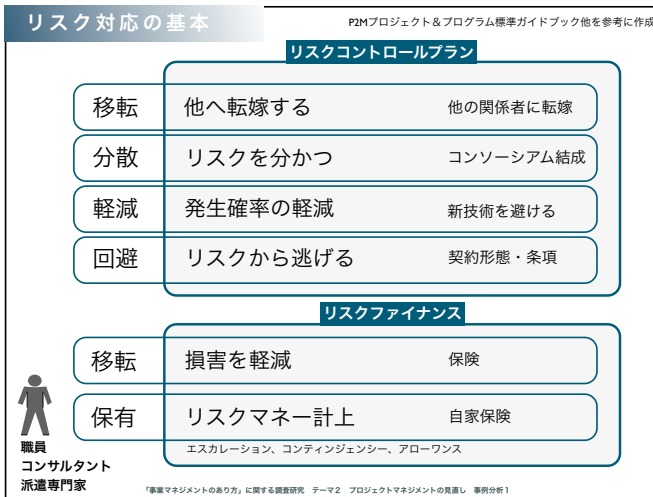 リスク対応の基本
P2Mプロジェクト＆プログラム標準ガイドブック他を参考に作成
リスクコントロールプラン
移転 他へ転嫁する 他の関係者に転嫁
分散 リスクを分かつ コンソーシアム結成
軽減 発生確率の軽減 新技術を避ける
回避 リスクから逃げる 契約形態・条項
リスクファイナンス
移転 損害を軽減 保険
保有 リスクマネー計上 自家保険
エスカレーション、コンティンジェンシー、アローワンス
職員
コンサルタント
派遣専門家
「事業マネジメントのあり方」に関する調査研究 テーマ２ プロジェクトマネジメントの見直し 事例分析１